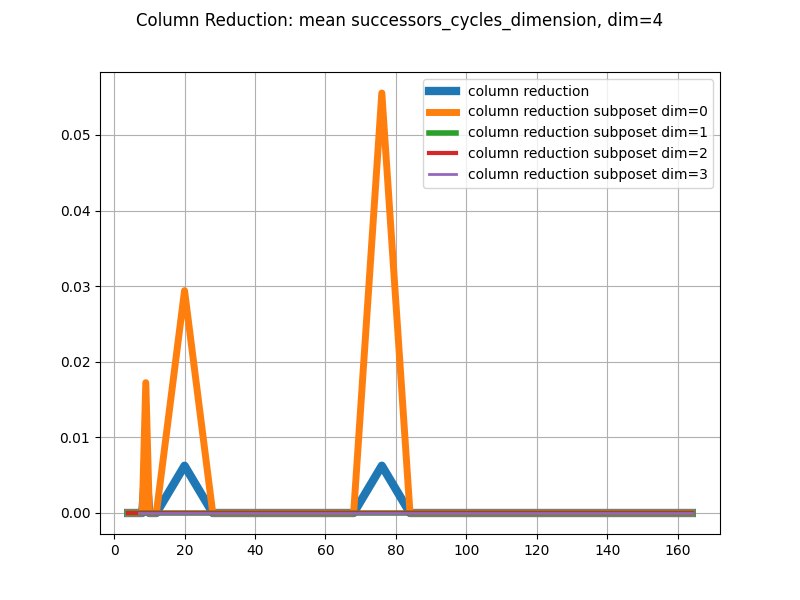 Column Reduction: mean successors_cycles_dimension, dim=4
column reduction
column reduction subposet dim=0
column reduction subposet dim=1
column reduction subposet dim=2
column reduction subposet dim=3
0.05
0.04
0.03
0.02
0.01
0.00
0 20 40 60 80 100 120 140 160